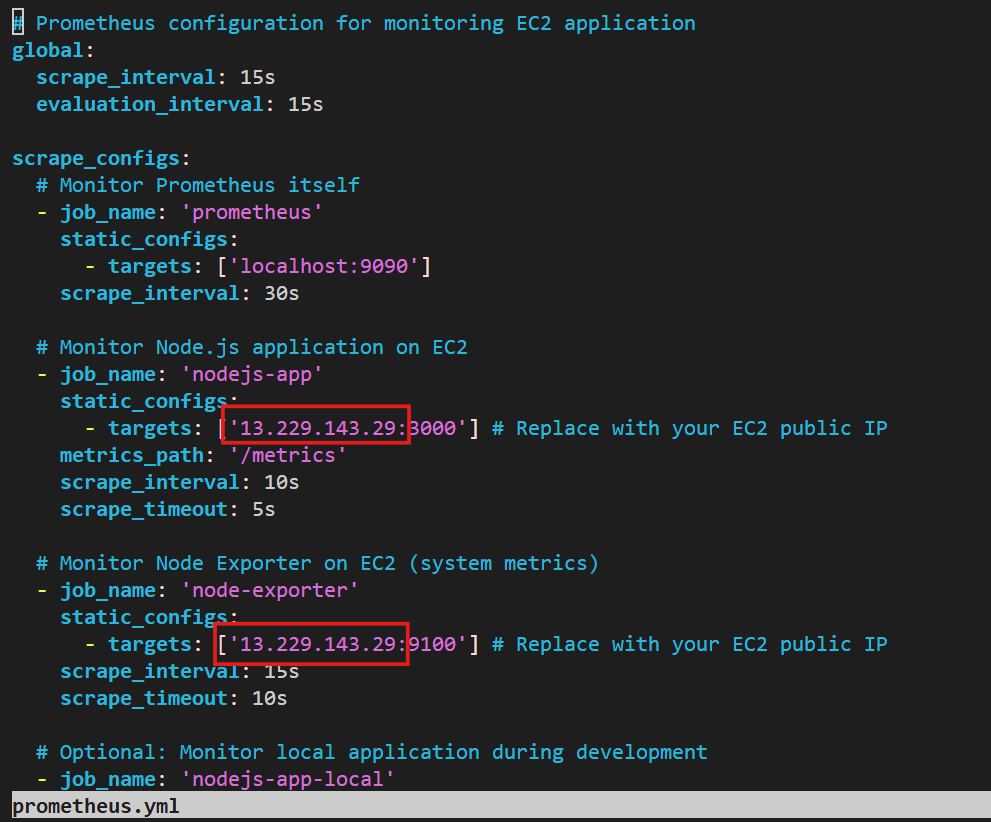 # Prometheus configuration for monitoring EC2 application
global:
  scrape_interval: 15s
  evaluation_interval: 15s

scrape_configs:
  # Monitor Prometheus itself
  - job_name: 'prometheus'
    static_configs:
      - targets: ['localhost:9090']
    scrape_interval: 30s

  # Monitor Node.js application on EC2
  - job_name: 'nodejs-app'
    static_configs:
      - targets: ['13.229.143.29:3000'] # Replace with your EC2 public IP
    metrics_path: '/metrics'
    scrape_interval: 10s
    scrape_timeout: 5s

  # Monitor Node Exporter on EC2 (system metrics)
  - job_name: 'node-exporter'
    static_configs:
      - targets: ['13.229.143.29:9100'] # Replace with your EC2 public IP
    scrape_interval: 15s
    scrape_timeout: 10s

  # Optional: Monitor local application during development
  - job_name: 'nodejs-app-local'
prometheus.yml